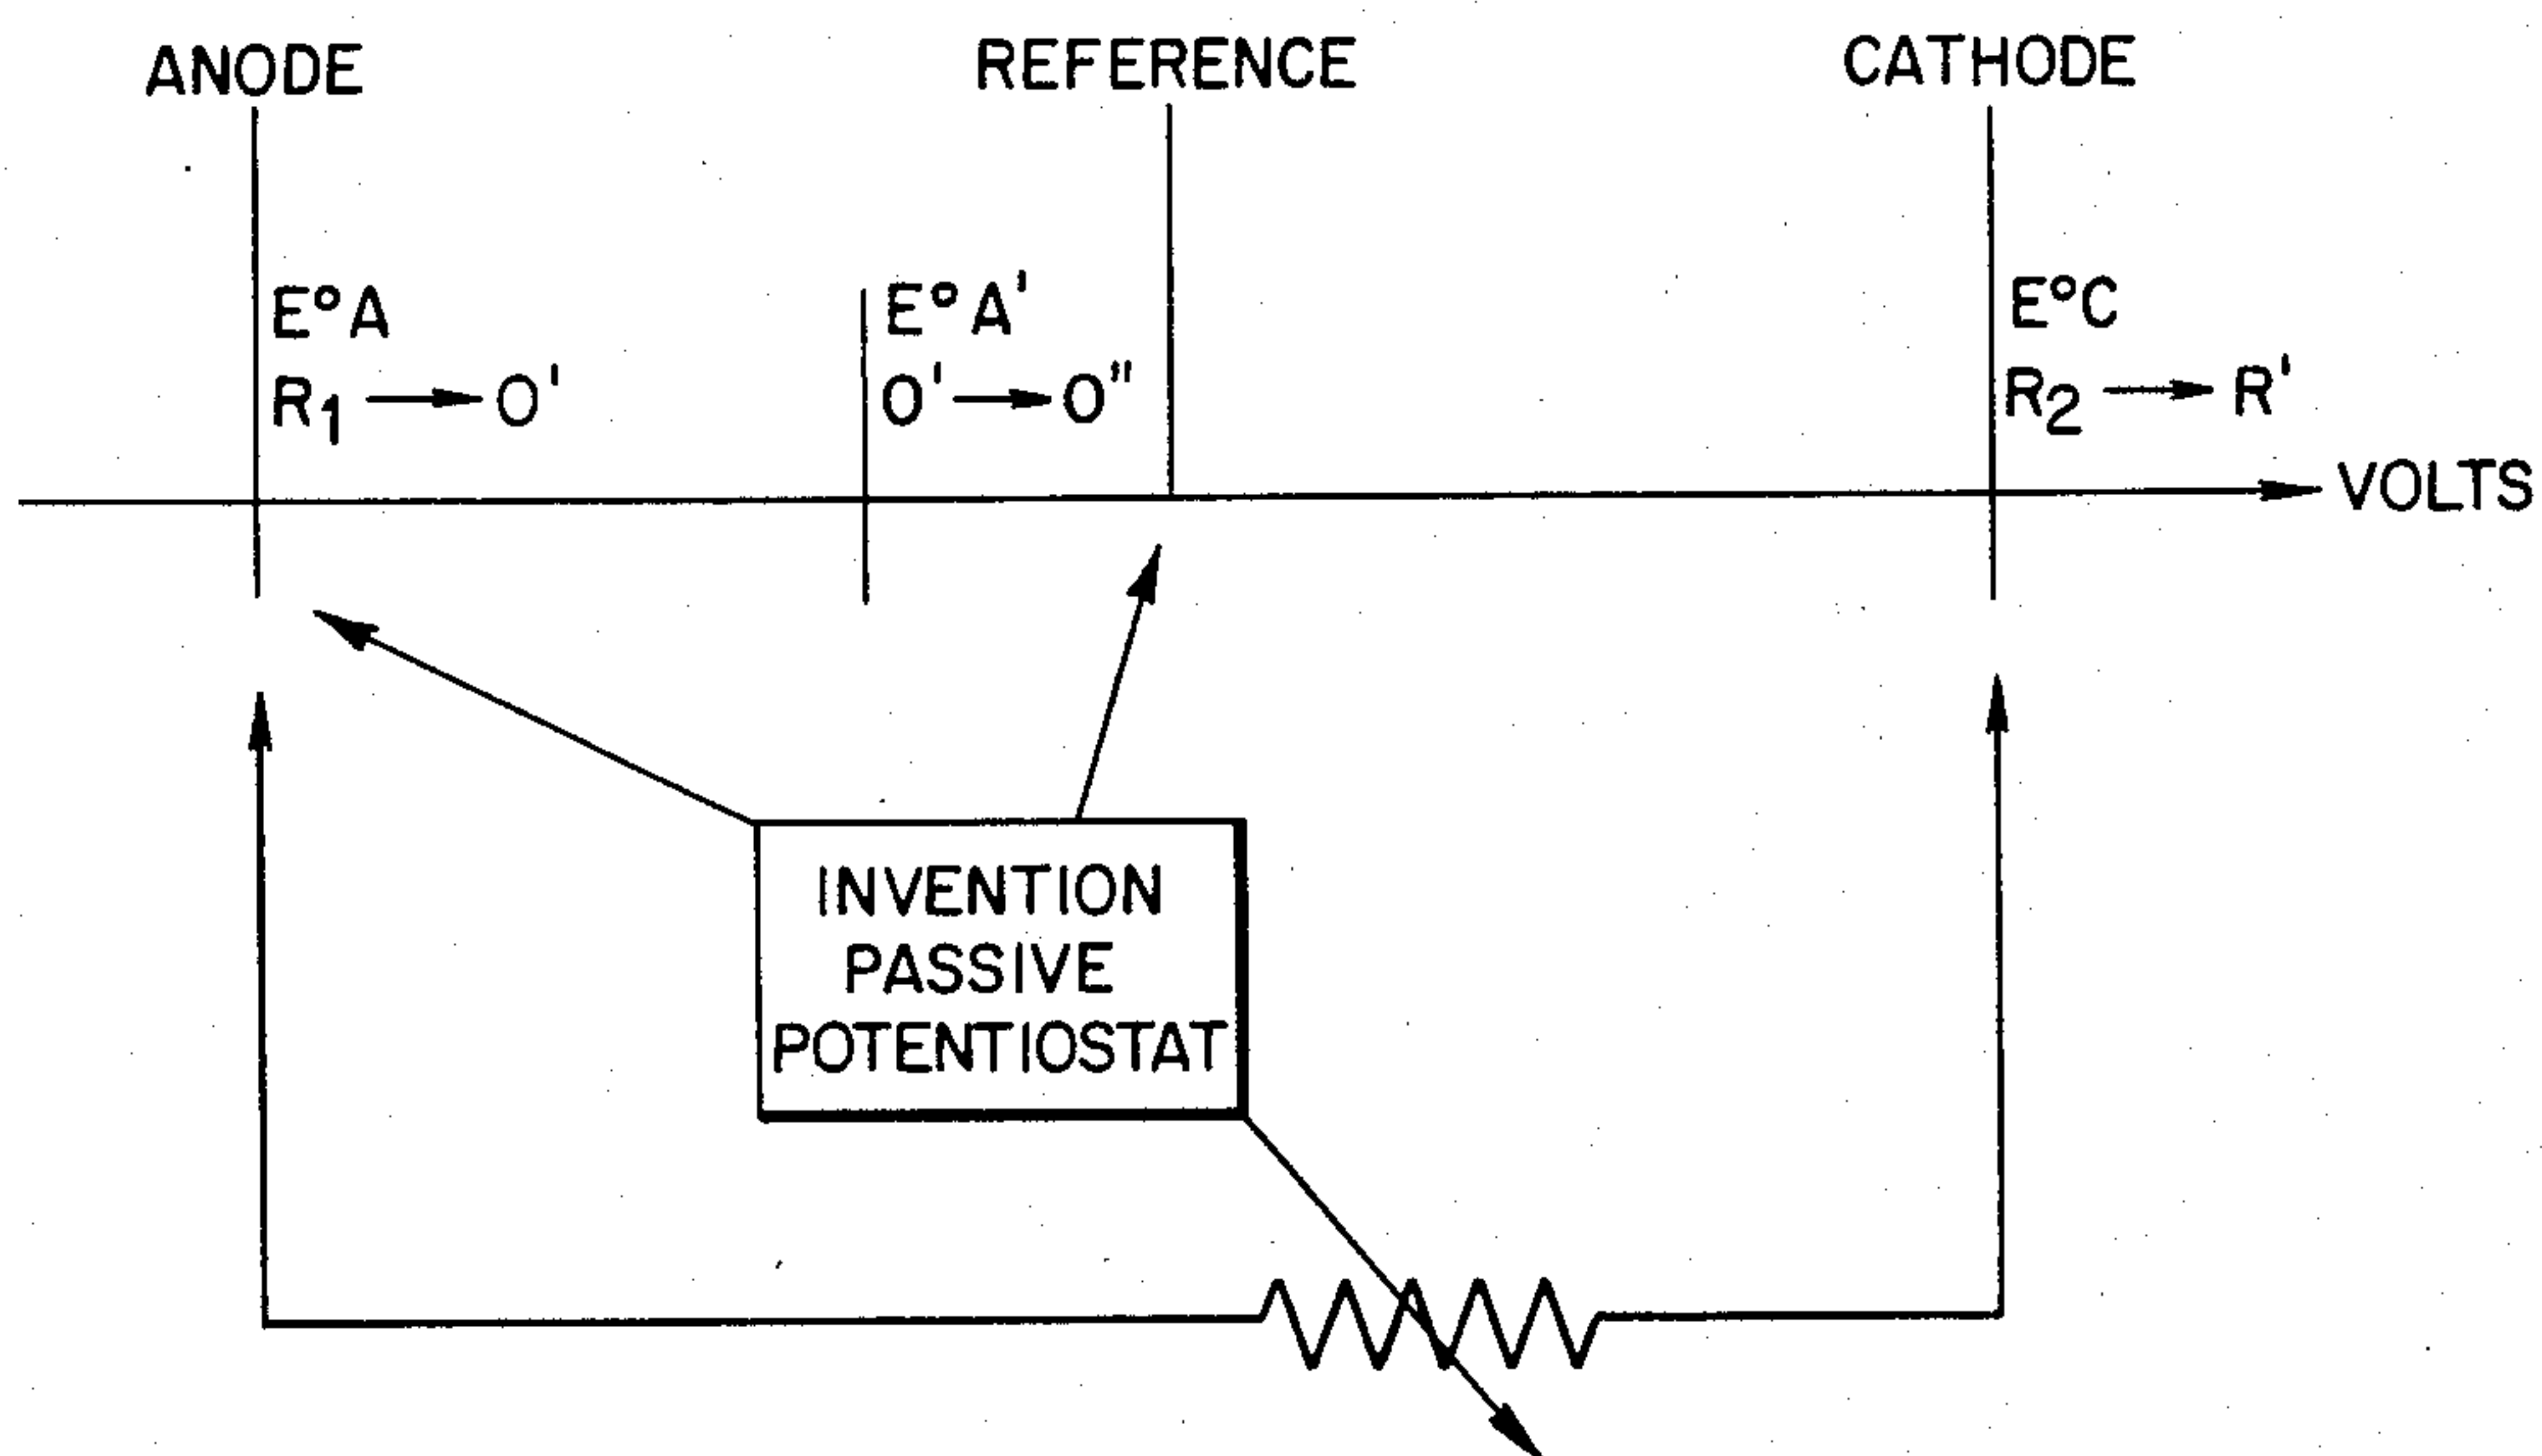 ANODE REFERENCE CATHODE
E°A E°A' E°C
R₁ → O' O' → O" R₂ → R'
VOLTS
INVENTION
PASSIVE
POTENTIOSTAT